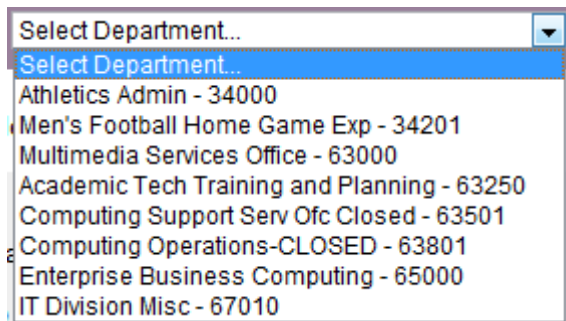 Select Department...
Select Department...
Athletics Admin - 34000
Men's Football Home Game Exp - 34201
Multimedia Services Office - 63000
Academic Tech Training and Planning - 63250
Computing Support Serv Ofc Closed - 63501
Computing Operations-CLOSED - 63801
Enterprise Business Computing - 65000
IT Division Misc - 67010